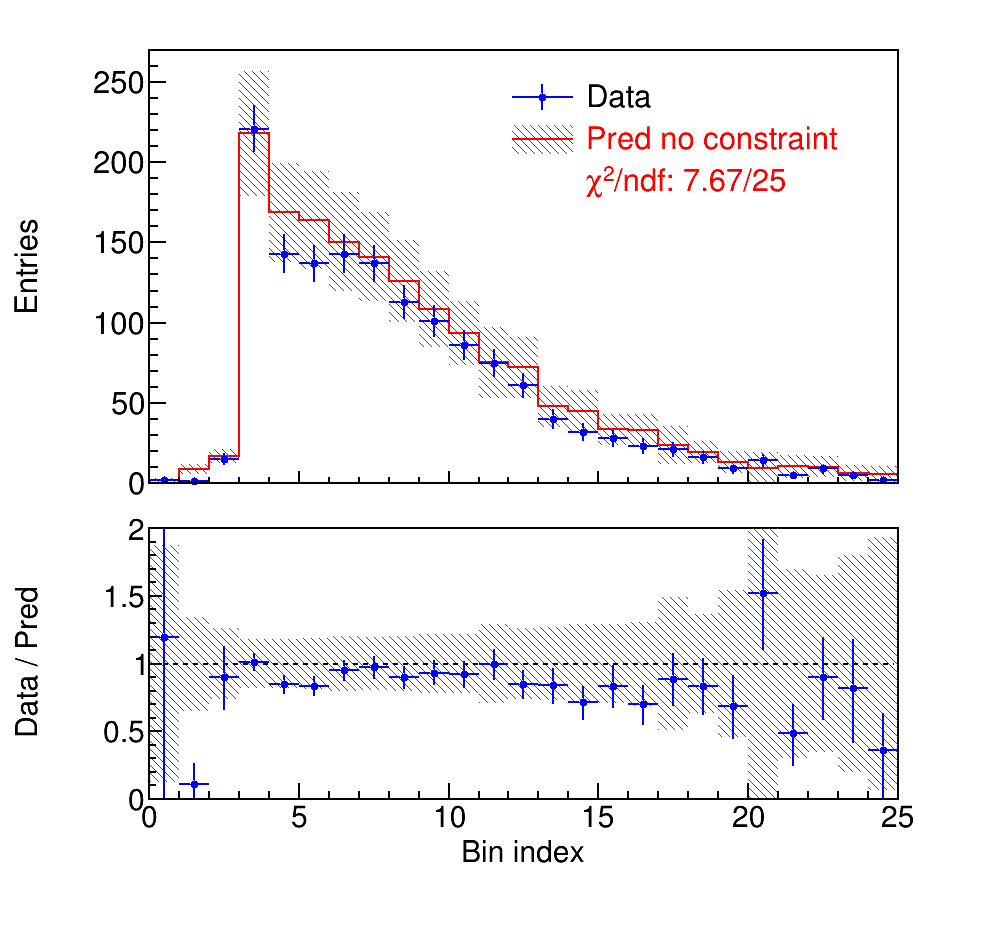 Entries
250
200
150
100
50
0
Data
Pred no constraint
χ²/ndf: 7.67/25
Data / Pred
2
1.5
1
0.5
0
0 5 10 15 20 25
Bin index